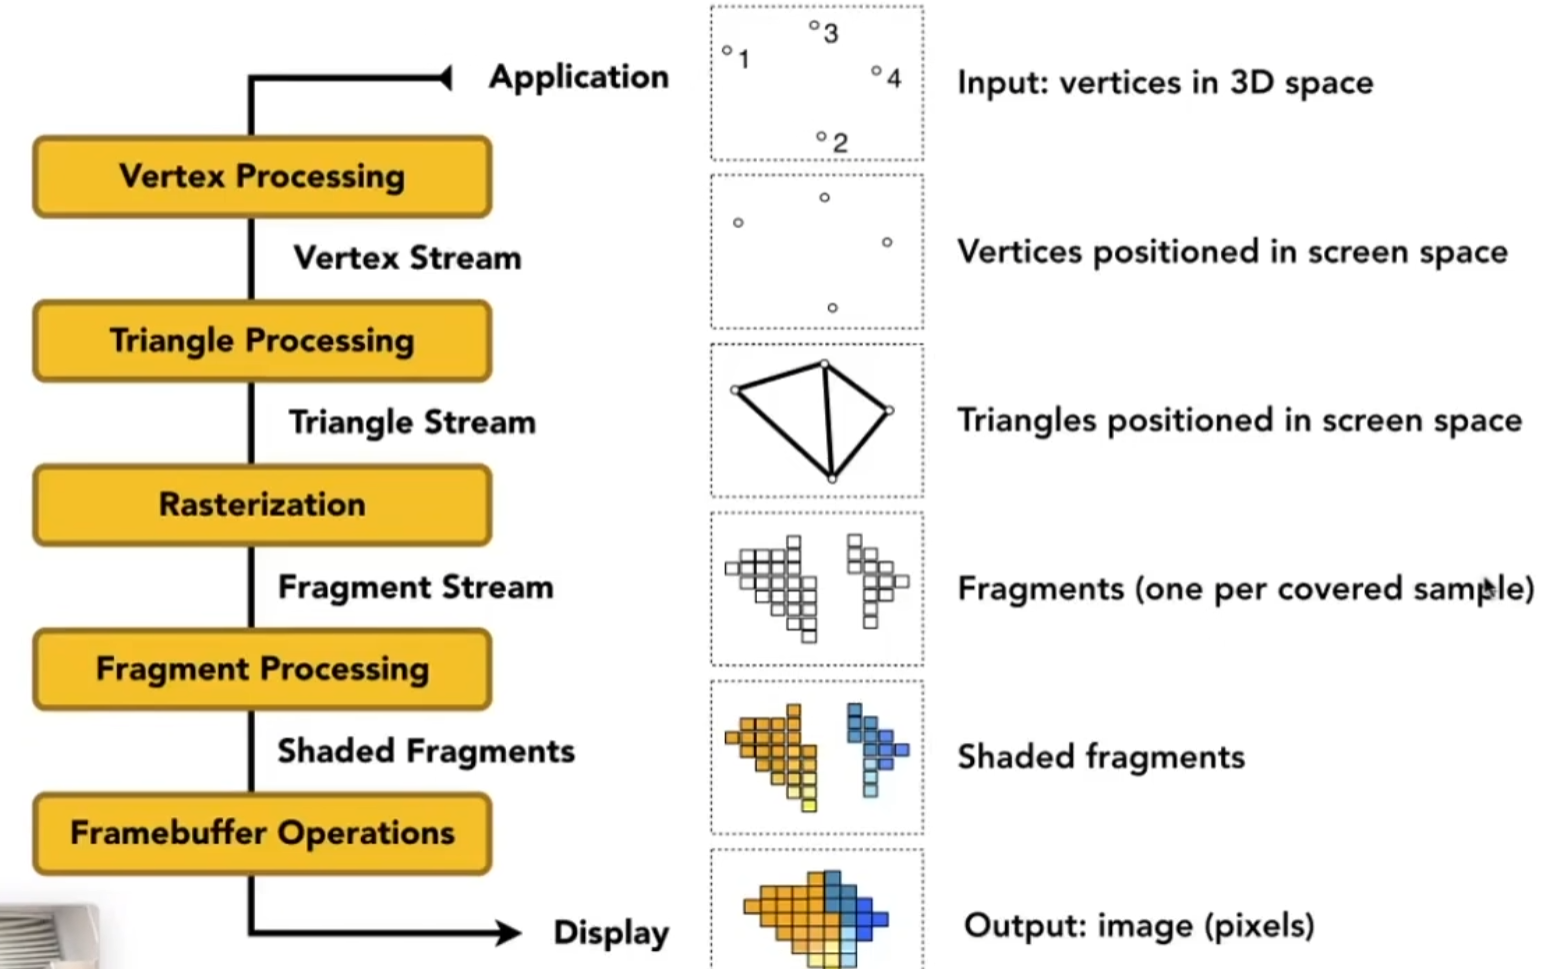 Application
1
3
4
2
Input: vertices in 3D space
Vertex Processing
Vertex Stream
Vertices positioned in screen space
Triangle Processing
Triangle Stream
Triangles positioned in screen space
Rasterization
Fragment Stream
Fragments (one per covered sample)
Fragment Processing
Shaded Fragments
Shaded fragments
Framebuffer Operations
Display
Output: image (pixels)